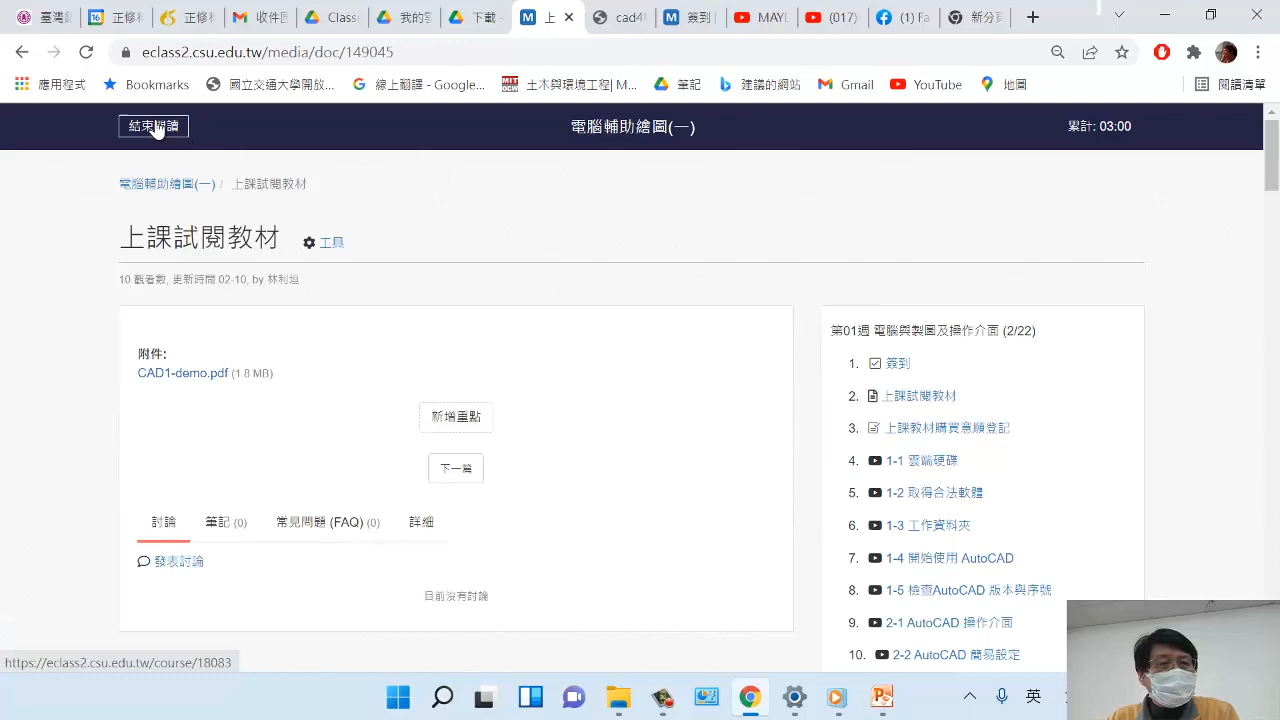 臺灣
16 正修
正修
收件
Class
我的
下載 -
上
cad4
簽到
MAYI
(017)
(1) Fa
新分
eclass2.csu.edu.tw/media/doc/149045
應用程式
Bookmarks
國立交通大學開放...
線上翻譯 - Google...
MIT
土木與環境工程| M...
筆記
建議的網站
Gmail
YouTube
地圖
閱讀清單
結束閱讀
電腦輔助繪圖(一)
累計: 03:00
電腦輔助繪圖(一) / 上課試閱教材
上課試閱教材
工具
10 觀看數, 更新時間 02-10, by 林利垣
附件:
CAD1-demo.pdf (1.8 MB)
新增重點
下一篇
討論
筆記 (0)
常見問題 (FAQ) (0)
詳細
發表討論
目前沒有討論
第01週 電腦與製圖及操作介面 (2/22)
1. 簽到
2. 上課試閱教材
3. 上課教材購買意願登記
4. 1-1 雲端硬碟
5. 1-2 取得合法軟體
6. 1-3 工作資料夾
7. 1-4 開始使用 AutoCAD
8. 1-5 檢查AutoCAD 版本與序號
9. 2-1 AutoCAD 操作介面
10. 2-2 AutoCAD 簡易設定
https://eclass2.csu.edu.tw/course/18083
英